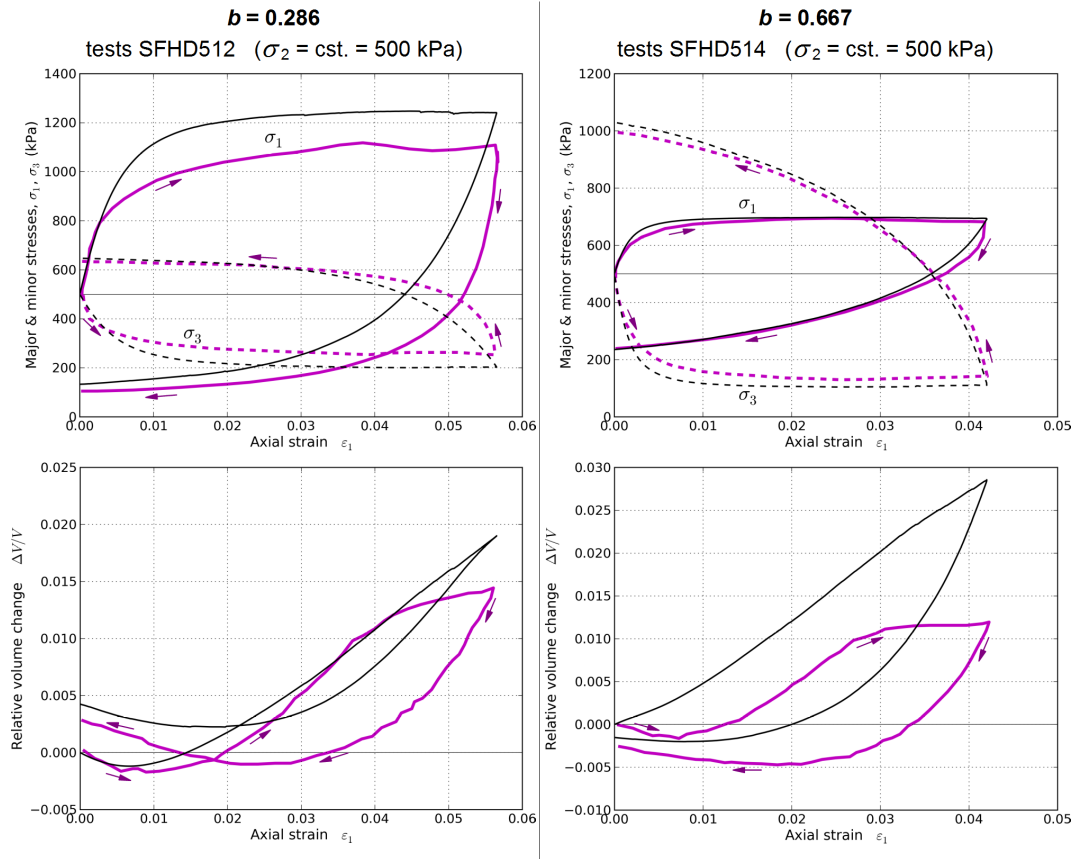 b = 0.286
tests SFHD512 (σ2 = cst. = 500 kPa)
Major & minor stresses, σ1, σ3 (kPa)
1400
1200
1000
800
600
400
200
0
σ1
σ3
0.00 0.01 0.02 0.03 0.04 0.05 0.06
Axial strain ε1
Relative volume change ΔV/V
0.025
0.020
0.015
0.010
0.005
0.000
−0.005
0.00 0.01 0.02 0.03 0.04 0.05 0.06
Axial strain ε1
b = 0.667
tests SFHD514 (σ2 = cst. = 500 kPa)
Major & minor stresses, σ1, σ3 (kPa)
1200
1000
800
600
400
200
0
σ1
σ3
0.00 0.01 0.02 0.03 0.04 0.05
Axial strain ε1
Relative volume change ΔV/V
0.030
0.025
0.020
0.015
0.010
0.005
0.000
−0.005
−0.010
0.00 0.01 0.02 0.03 0.04 0.05
Axial strain ε1